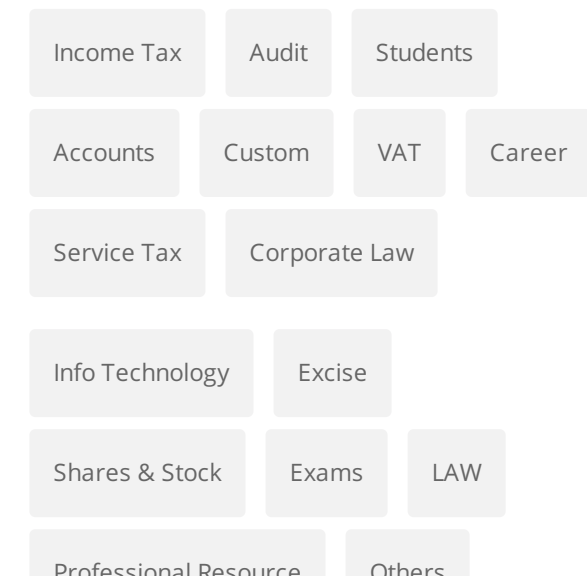 Income Tax Audit Students
Accounts Custom VAT Career
Service Tax Corporate Law
Info Technology Excise
Shares & Stock Exams LAW
Professional Resource Others